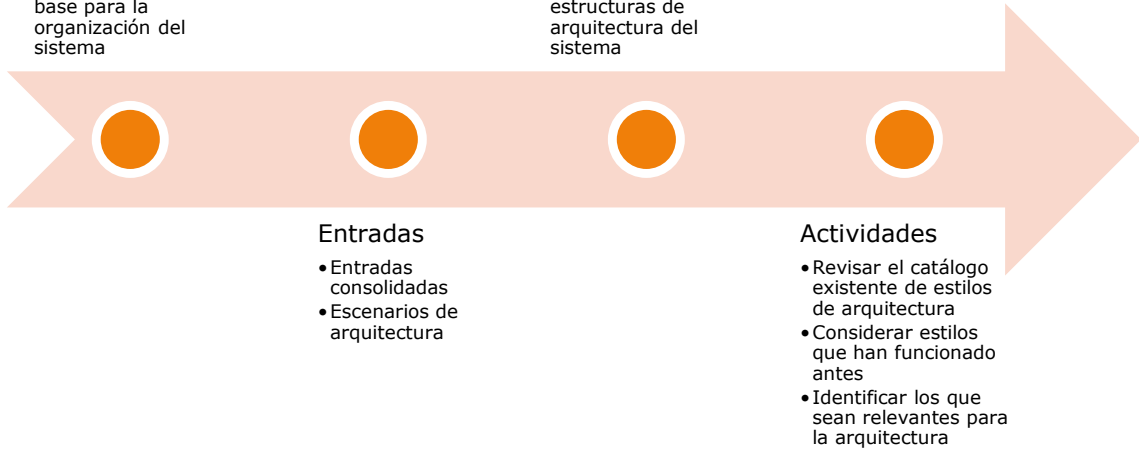 base para la
organización del
sistema
estructuras de
arquitectura del
sistema
Entradas
•Entradas
consolidadas
•Escenarios de
arquitectura
Actividades
•Revisar el catálogo
existente de estilos
de arquitectura
•Considerar estilos
que han funcionado
antes
•Identificar los que
sean relevantes para
la arquitectura